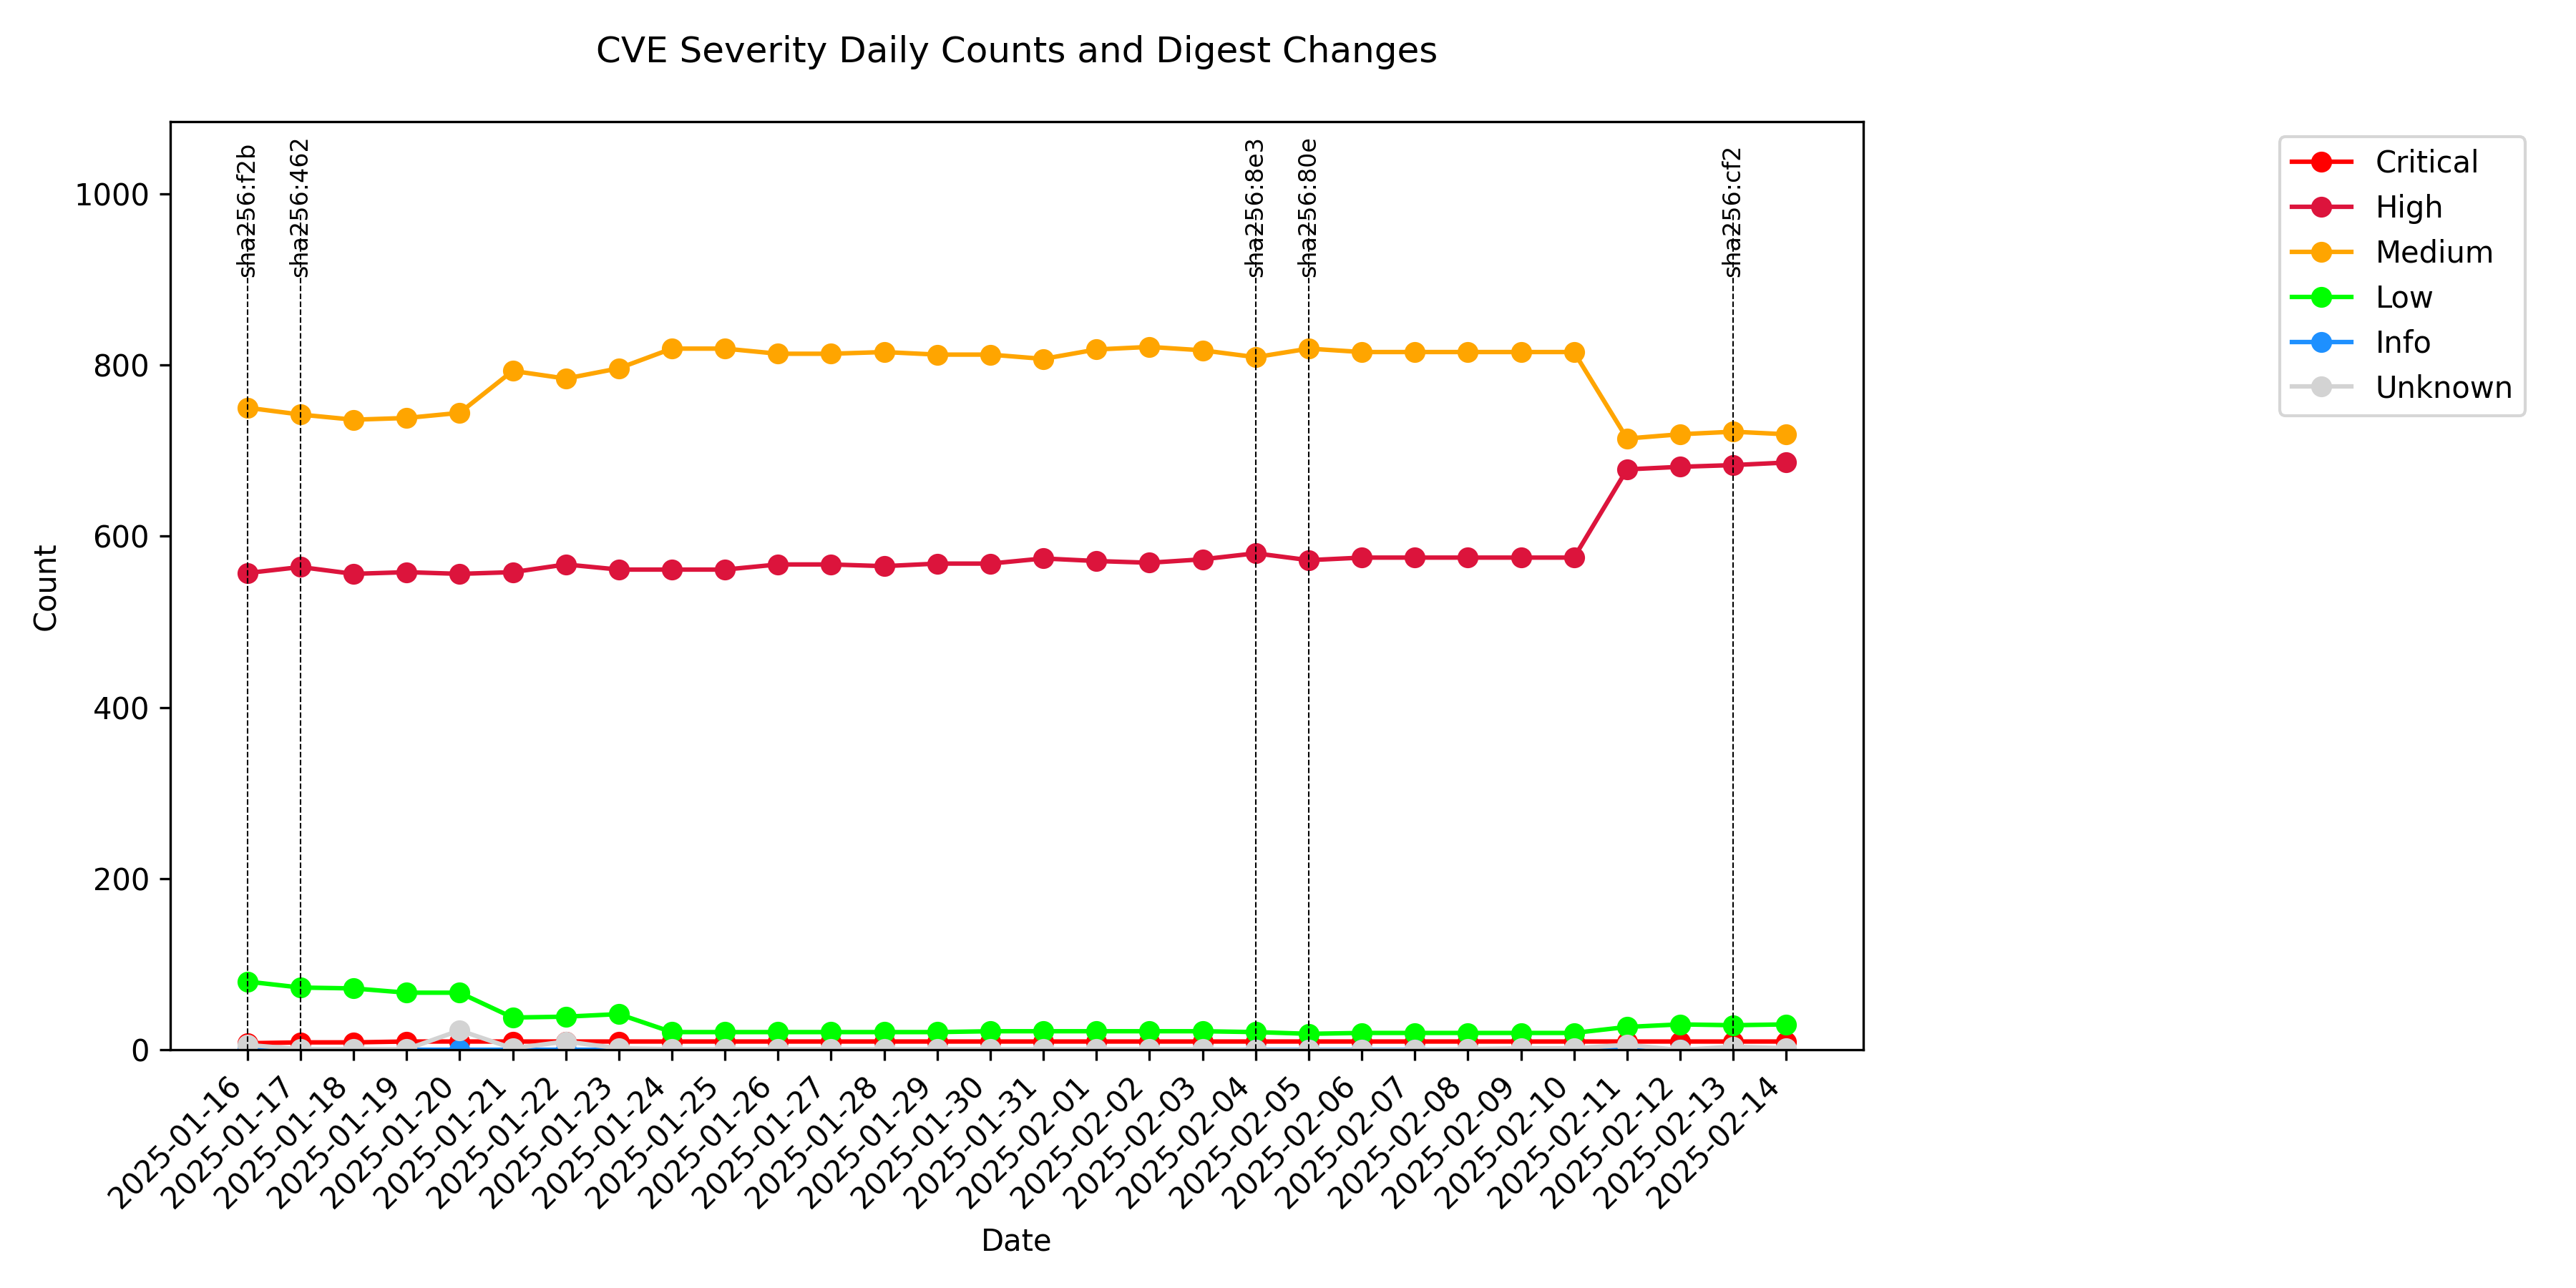 CVE Severity Daily Counts and Digest Changes
sha256:f2b
sha256:462
sha256:8e3
sha256:80e
sha256:cf2
Critical
High
Medium
Low
Info
Unknown
Count
1000
800
600
400
200
0
2025-01-16
2025-01-17
2025-01-18
2025-01-19
2025-01-20
2025-01-21
2025-01-22
2025-01-23
2025-01-24
2025-01-25
2025-01-26
2025-01-27
2025-01-28
2025-01-29
2025-01-30
2025-01-31
2025-02-01
2025-02-02
2025-02-03
2025-02-04
2025-02-05
2025-02-06
2025-02-07
2025-02-08
2025-02-09
2025-02-10
2025-02-11
2025-02-12
2025-02-13
2025-02-14
Date